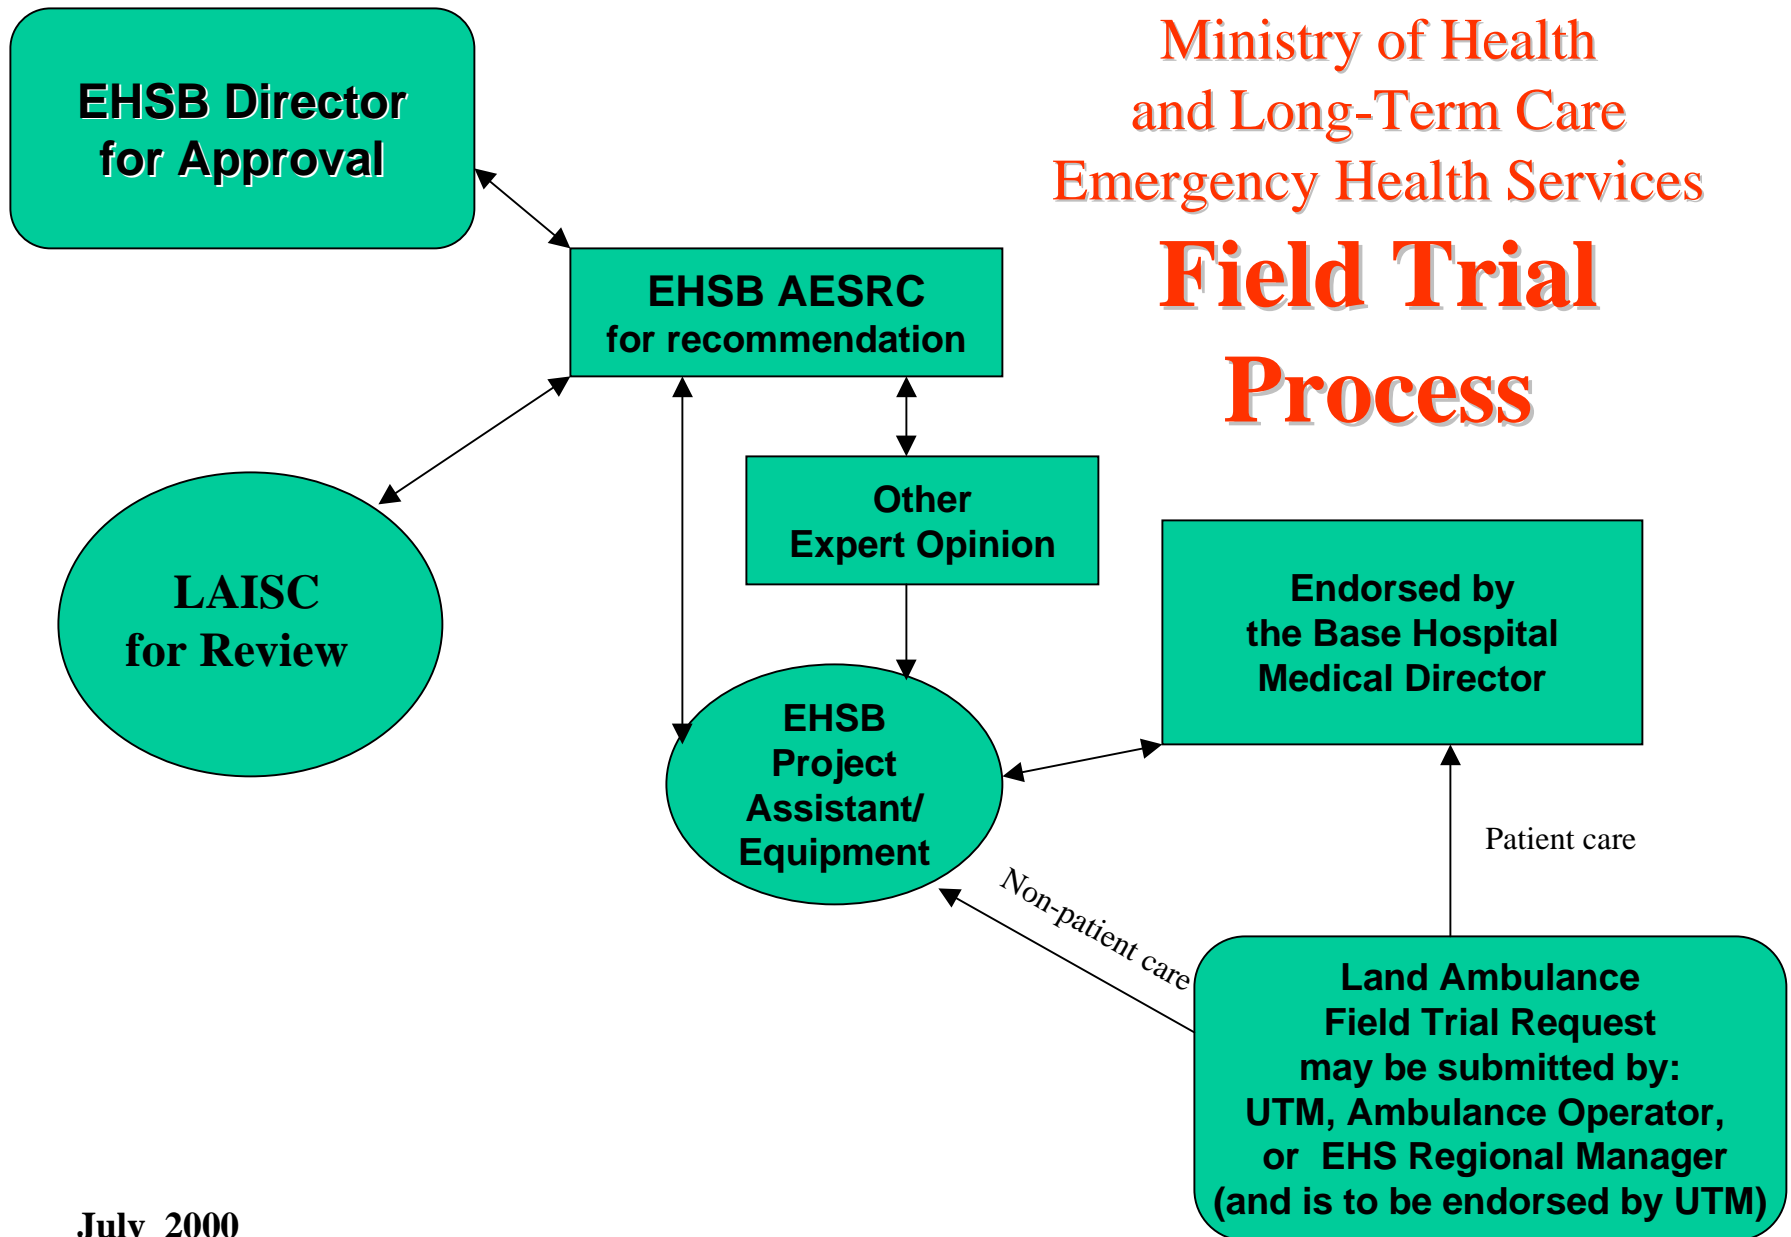 Ministry of Health
and Long-Term Care
Emergency Health Services
Field Trial
Process
EHSB Director
for Approval
EHSB AESRC
for recommendation
Other
Expert Opinion
LAISC
for Review
Endorsed by
the Base Hospital
Medical Director
EHSB
Project
Assistant/
Equipment
Patient care
Non-patient care
Land Ambulance
Field Trial Request
may be submitted by:
UTM, Ambulance Operator,
or EHS Regional Manager
(and is to be endorsed by UTM)
July 2000